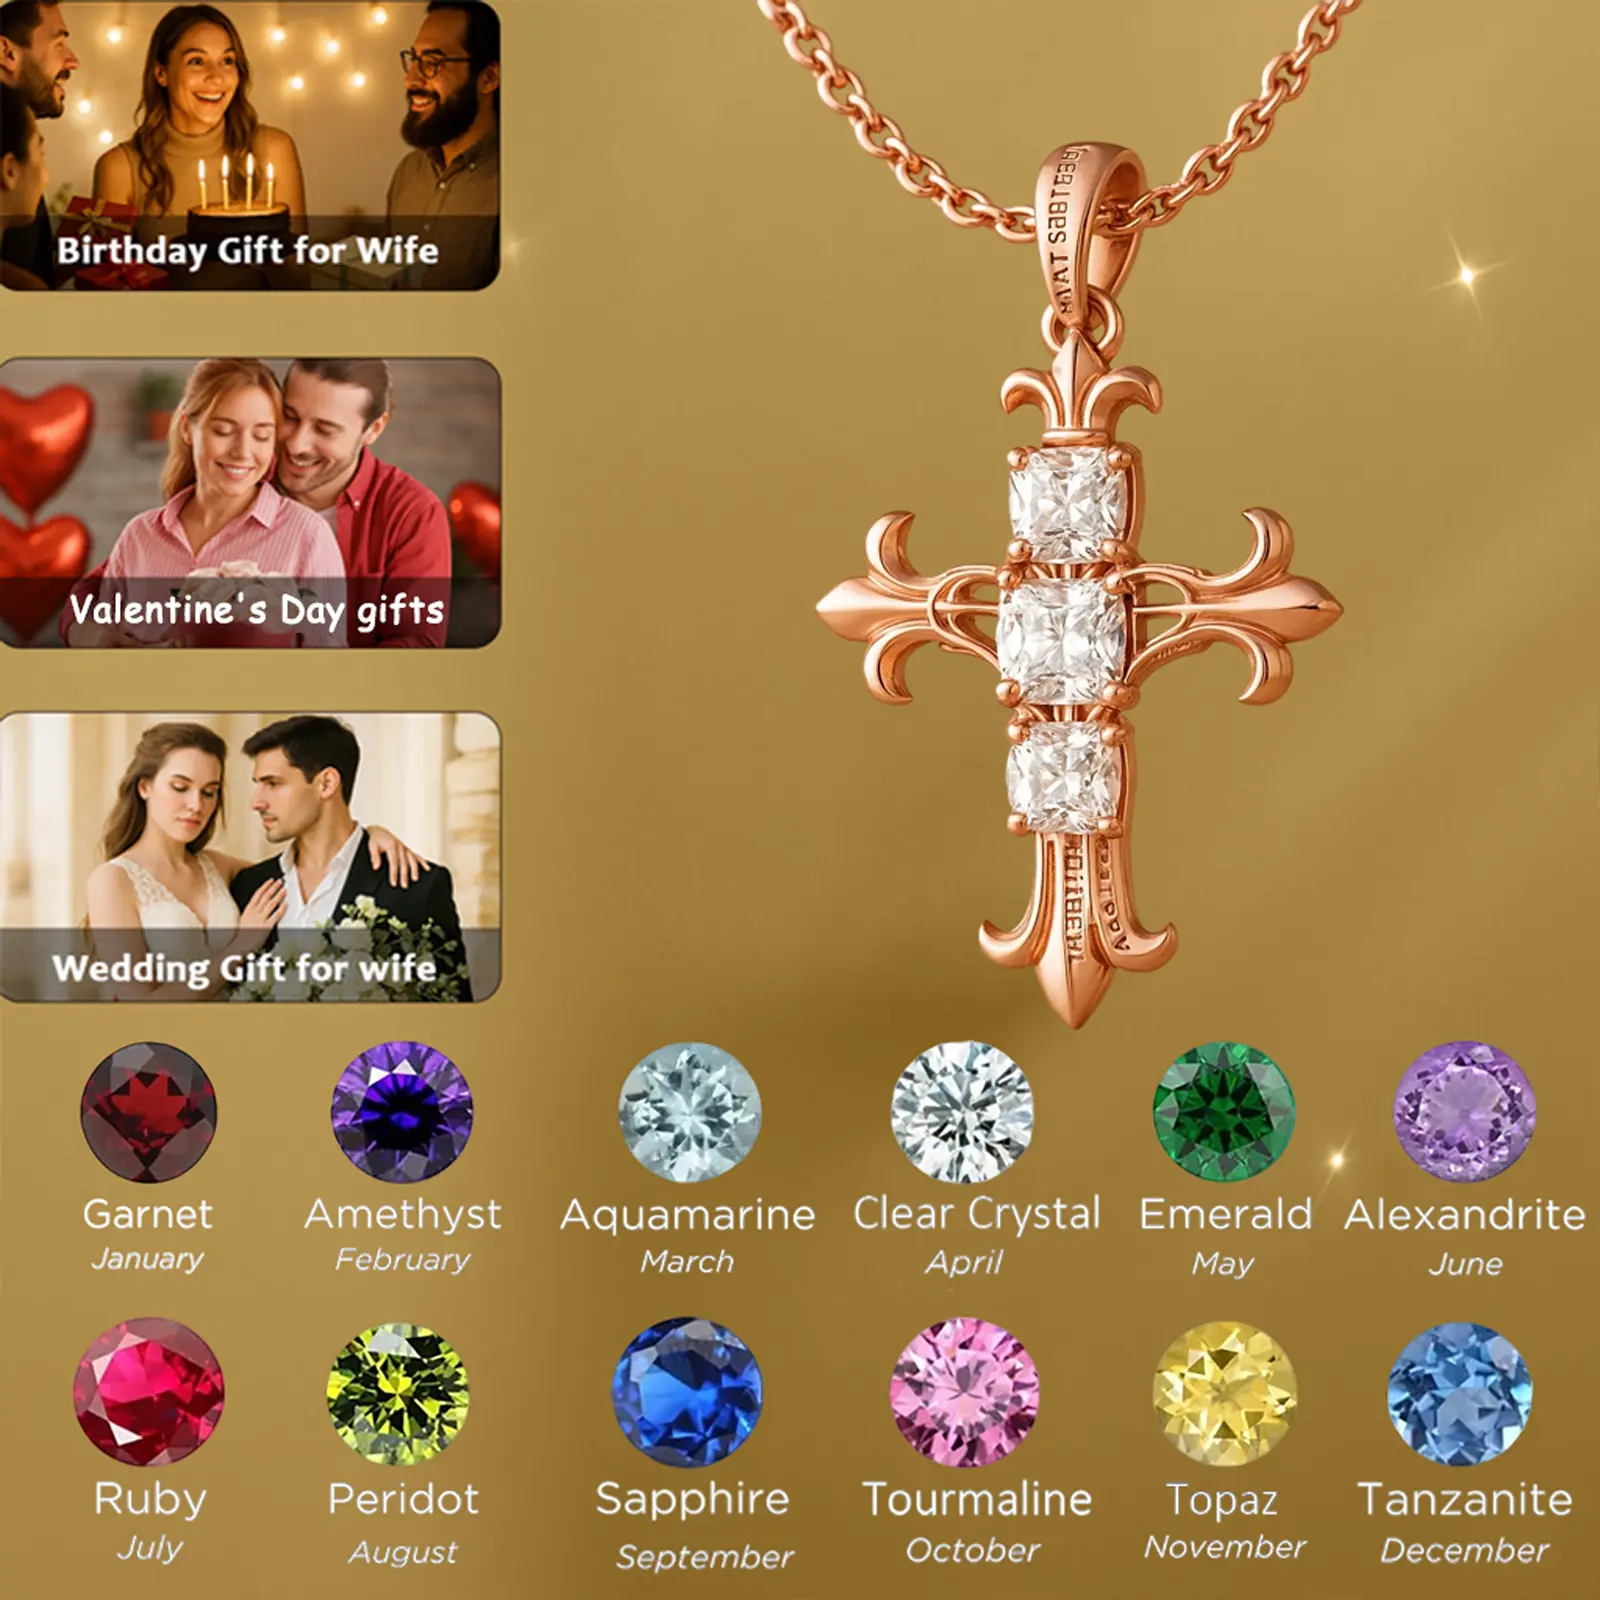 Birthday Gift for Wife
Valentine's Day gifts
Wedding Gift for wife
Garnet
January
Amethyst
February
Aquamarine
March
Clear Crystal
April
Emerald
May
Alexandrite
June
Ruby
July
Peridot
August
Sapphire
September
Tourmaline
October
Topaz
November
Tanzanite
December